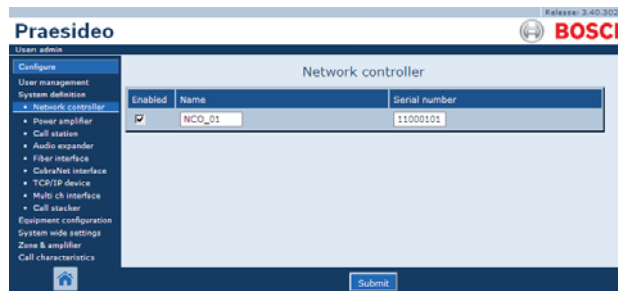 Release: 3.40.302
Praesideo
BOSCH
User: admin
Configure
User management
System definition
• Network controller
• Power amplifier
• Call station
• Audio expander
• Fiber interface
• CobraNet interface
• TCP/IP device
• Multi ch interface
• Call stacker
Equipment configuration
System wide settings
Zone & amplifier
Call characteristics
Network controller
Enabled Name Serial number
NCO_01 11000101
Submit